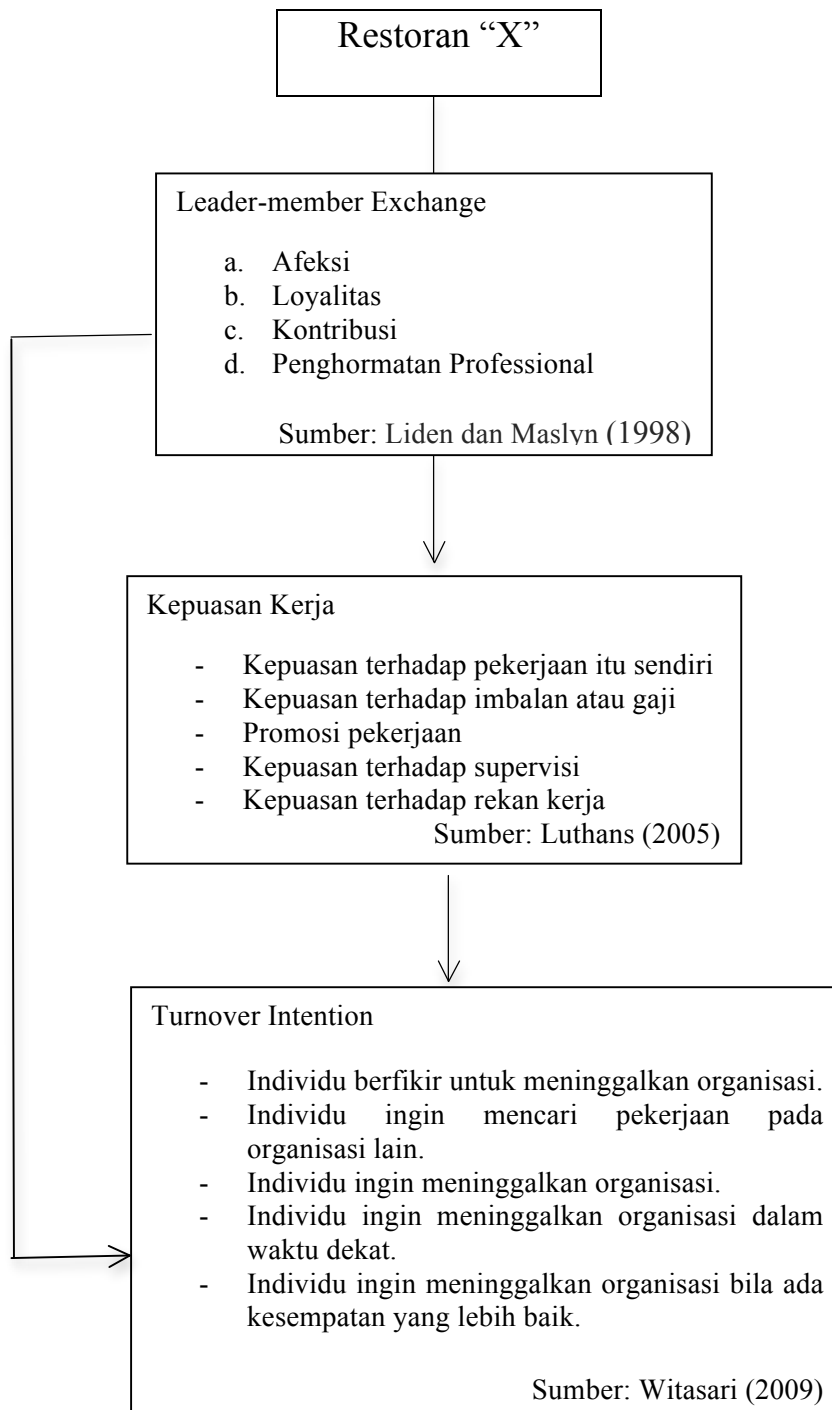 Restoran “X”
Leader-member Exchange
a. Afeksi
b. Loyalitas
c. Kontribusi
d. Penghormatan Professional
Sumber: Liden dan Maslyn (1998)
Kepuasan Kerja
- Kepuasan terhadap pekerjaan itu sendiri
- Kepuasan terhadap imbalan atau gaji
- Promosi pekerjaan
- Kepuasan terhadap supervisi
- Kepuasan terhadap rekan kerja
Sumber: Luthans (2005)
Turnover Intention
- Individu berfikir untuk meninggalkan organisasi.
- Individu ingin mencari pekerjaan pada
organisasi lain.
- Individu ingin meninggalkan organisasi.
- Individu ingin meninggalkan organisasi dalam
waktu dekat.
- Individu ingin meninggalkan organisasi bila ada
kesempatan yang lebih baik.
Sumber: Witasari (2009)